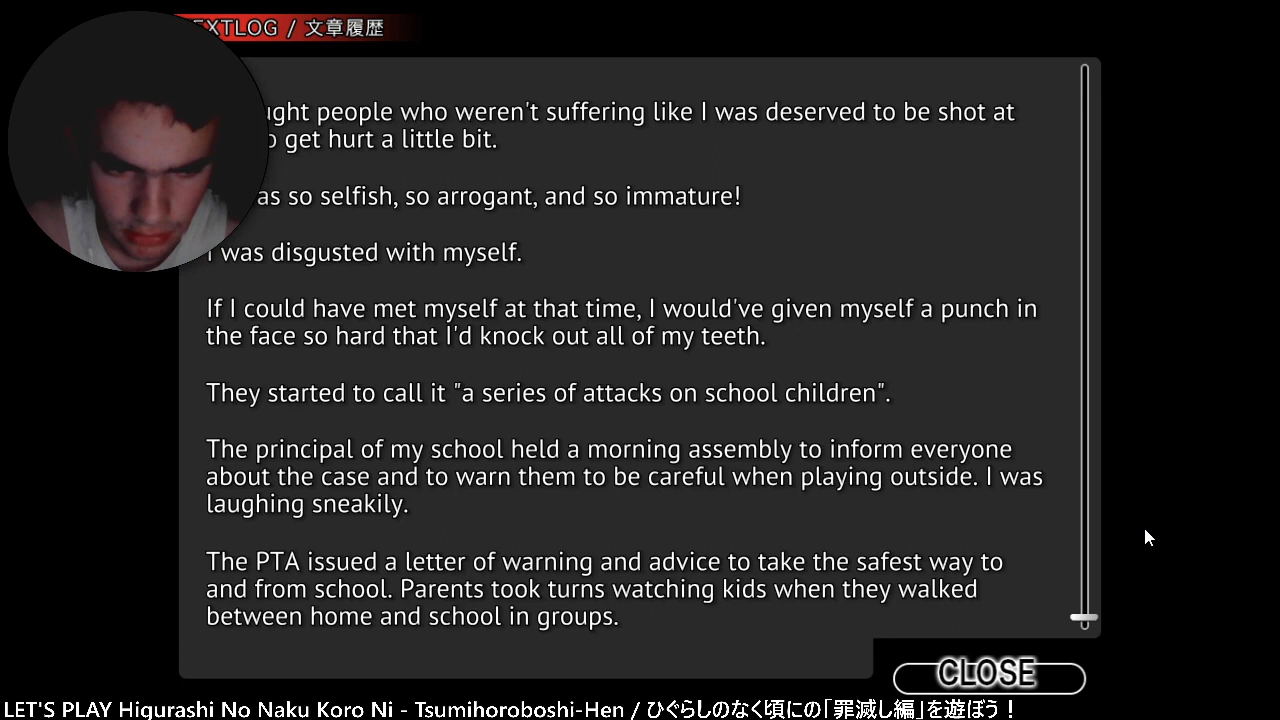 EXTLOG / 文章履歴
ught people who weren't suffering like I was deserved to be shot at
get hurt a little bit.
as so selfish, so arrogant, and so immature!
I was disgusted with myself.
If I could have met myself at that time, I would've given myself a punch in
the face so hard that I'd knock out all of my teeth.
They started to call it "a series of attacks on school children".
The principal of my school held a morning assembly to inform everyone
about the case and to warn them to be careful when playing outside. I was
laughing sneakily.
The PTA issued a letter of warning and advice to take the safest way to
and from school. Parents took turns watching kids when they walked
between home and school in groups.
CLOSE
LET'S PLAY Higurashi No Naku Koro Ni - Tsumihoroboshi-Hen / ひぐらしのなく頃にの「罪滅し編」を遊ぼう！